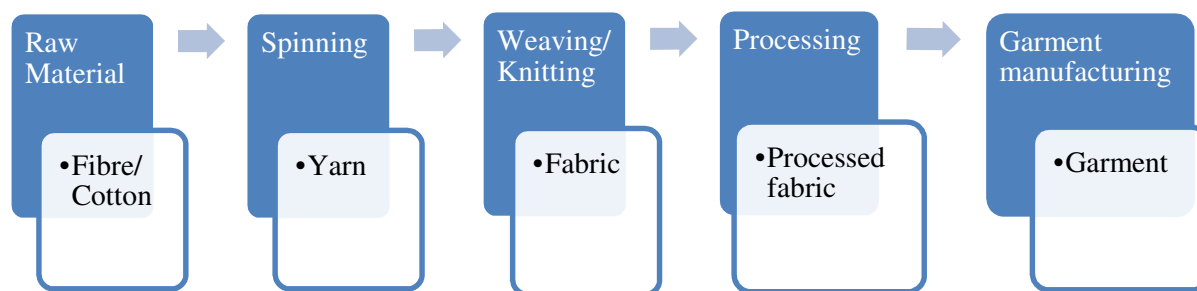 Raw
Material
•Fibre/
Cotton
Spinning
•Yarn
Weaving/
Knitting
•Fabric
Processing
•Processed
fabric
Garment
manufacturing
•Garment